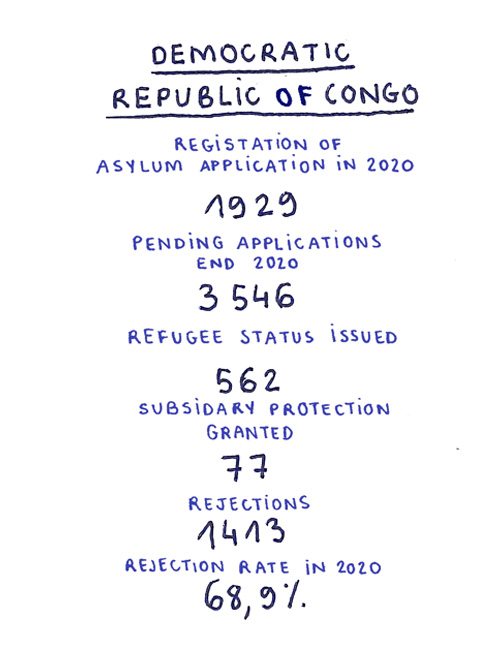 DEMOCRATIC
REPUBLIC OF CONGO
REGISTATION OF
ASYLUM APPLICATION IN 2020
1929
PENDING APPLICATIONS
END 2020
3 546
REFUGEE STATUS ISSUED
562
SUBSIDARY PROTECTION
GRANTED
77
REJECTIONS
1413
REJECTION RATE IN 2020
68,9%